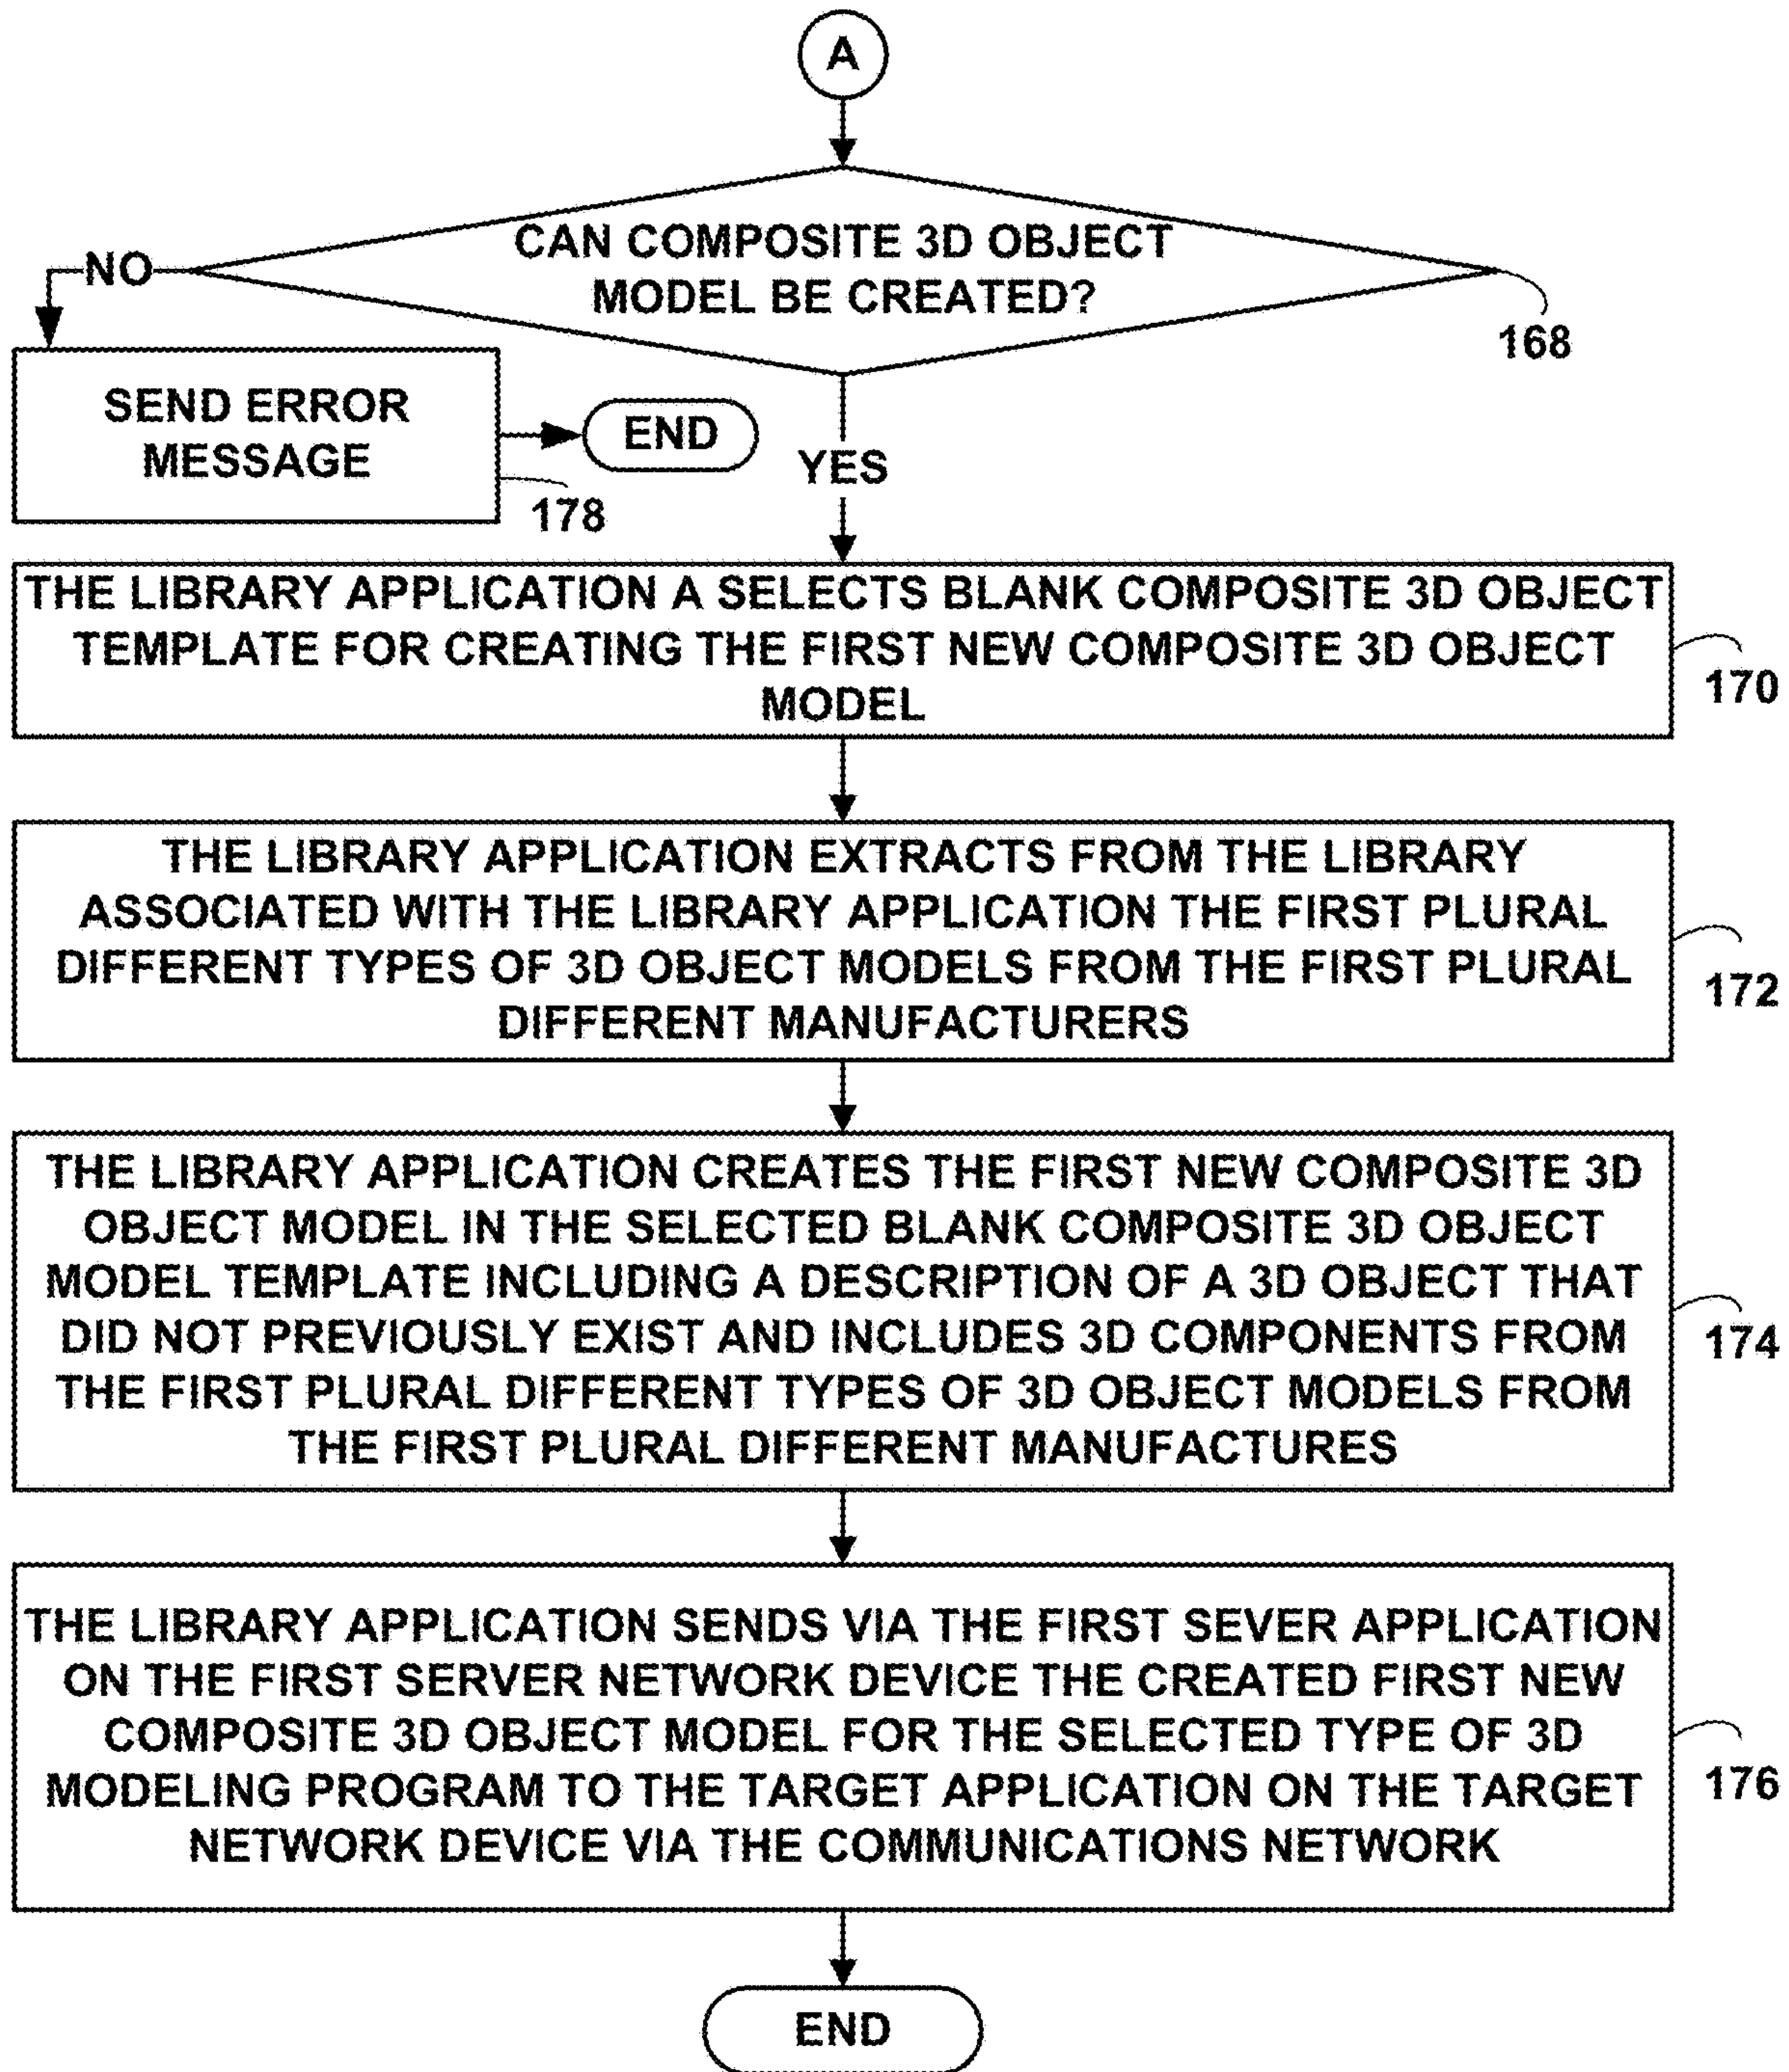 A
CAN COMPOSITE 3D OBJECT
MODEL BE CREATED?
NO
168
SEND ERROR
MESSAGE
END
YES
178
THE LIBRARY APPLICATION A SELECTS BLANK COMPOSITE 3D OBJECT
TEMPLATE FOR CREATING THE FIRST NEW COMPOSITE 3D OBJECT
MODEL
170
THE LIBRARY APPLICATION EXTRACTS FROM THE LIBRARY
ASSOCIATED WITH THE LIBRARY APPLICATION THE FIRST PLURAL
DIFFERENT TYPES OF 3D OBJECT MODELS FROM THE FIRST PLURAL
DIFFERENT MANUFACTURERS
172
THE LIBRARY APPLICATION CREATES THE FIRST NEW COMPOSITE 3D
OBJECT MODEL IN THE SELECTED BLANK COMPOSITE 3D OBJECT
MODEL TEMPLATE INCLUDING A DESCRIPTION OF A 3D OBJECT THAT
DID NOT PREVIOUSLY EXIST AND INCLUDES 3D COMPONENTS FROM
THE FIRST PLURAL DIFFERENT TYPES OF 3D OBJECT MODELS FROM
THE FIRST PLURAL DIFFERENT MANUFACTURES
174
THE LIBRARY APPLICATION SENDS VIA THE FIRST SEVER APPLICATION
ON THE FIRST SERVER NETWORK DEVICE THE CREATED FIRST NEW
COMPOSITE 3D OBJECT MODEL FOR THE SELECTED TYPE OF 3D
MODELING PROGRAM TO THE TARGET APPLICATION ON THE TARGET
NETWORK DEVICE VIA THE COMMUNICATIONS NETWORK
176
END